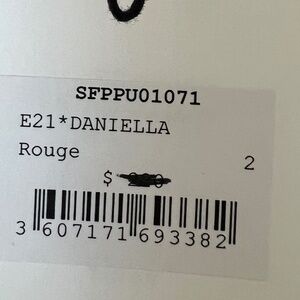 SFPPU01071
E21*DANIELLA
Rouge
2
$
3 607171 693382